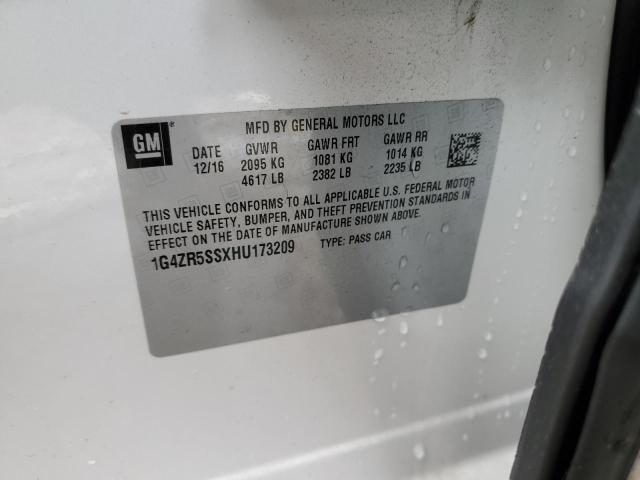 GM®
MFD BY GENERAL MOTORS LLC
DATE GVWR GAWR FRT GAWR RR
12/16 2095 KG 1081 KG 1014 KG
4617 LB 2382 LB 2235 LB
THIS VEHICLE CONFORMS TO ALL APPLICABLE U.S. FEDERAL MOTOR
VEHICLE SAFETY, BUMPER, AND THEFT PREVENTION STANDARDS IN
EFFECT ON THE DATE OF MANUFACTURE SHOWN ABOVE.
1G4ZR5SSXHU173209 TYPE: PASS CAR